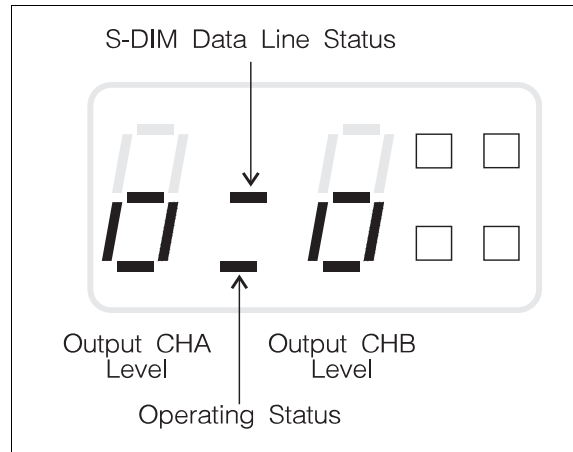 S-DIM Data Line Status
Output CHA
Level
Output CHB
Level
Operating Status